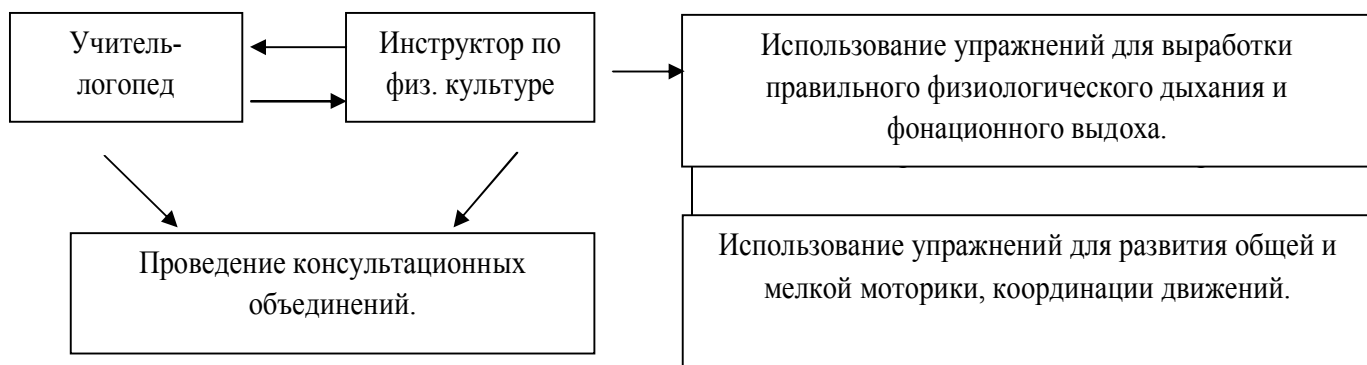 Учитель-
логопед
Инструктор по
физ. культуре
Использование упражнений для выработки
правильного физиологического дыхания и
фонационного выдоха.
Проведение консультационных
объединений.
Использование упражнений для развития общей и
мелкой моторики, координации движений.